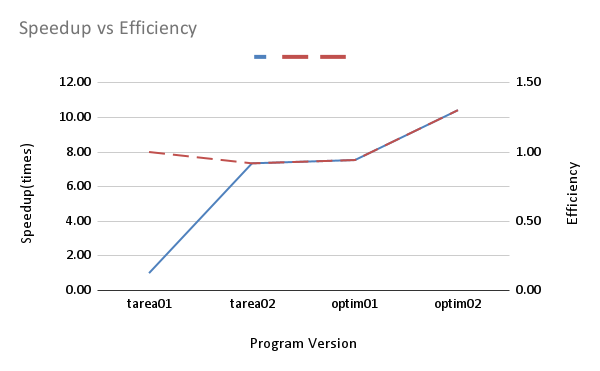 Speedup vs Efficiency
12.00
10.00
8.00
6.00
4.00
2.00
0.00
Speedup(times)
1.50
1.00
0.50
0.00
Efficiency
tarea01 tarea02 optim01 optim02
Program Version